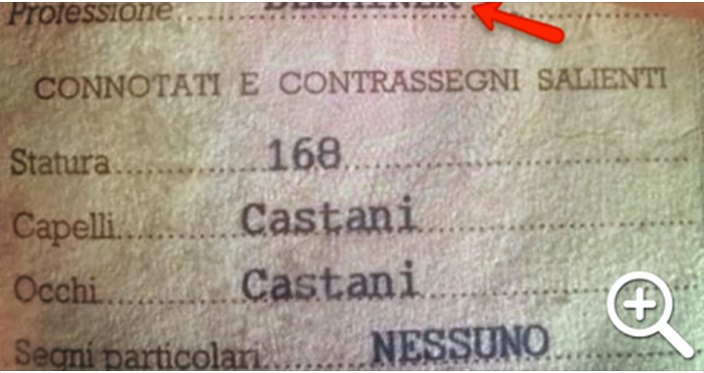 Professione
CONNOTATI E CONTRASSEGNI SALIENTI
Statura 168
Capelli Castani
Occhi Castani
Segni particolari NESSUNO